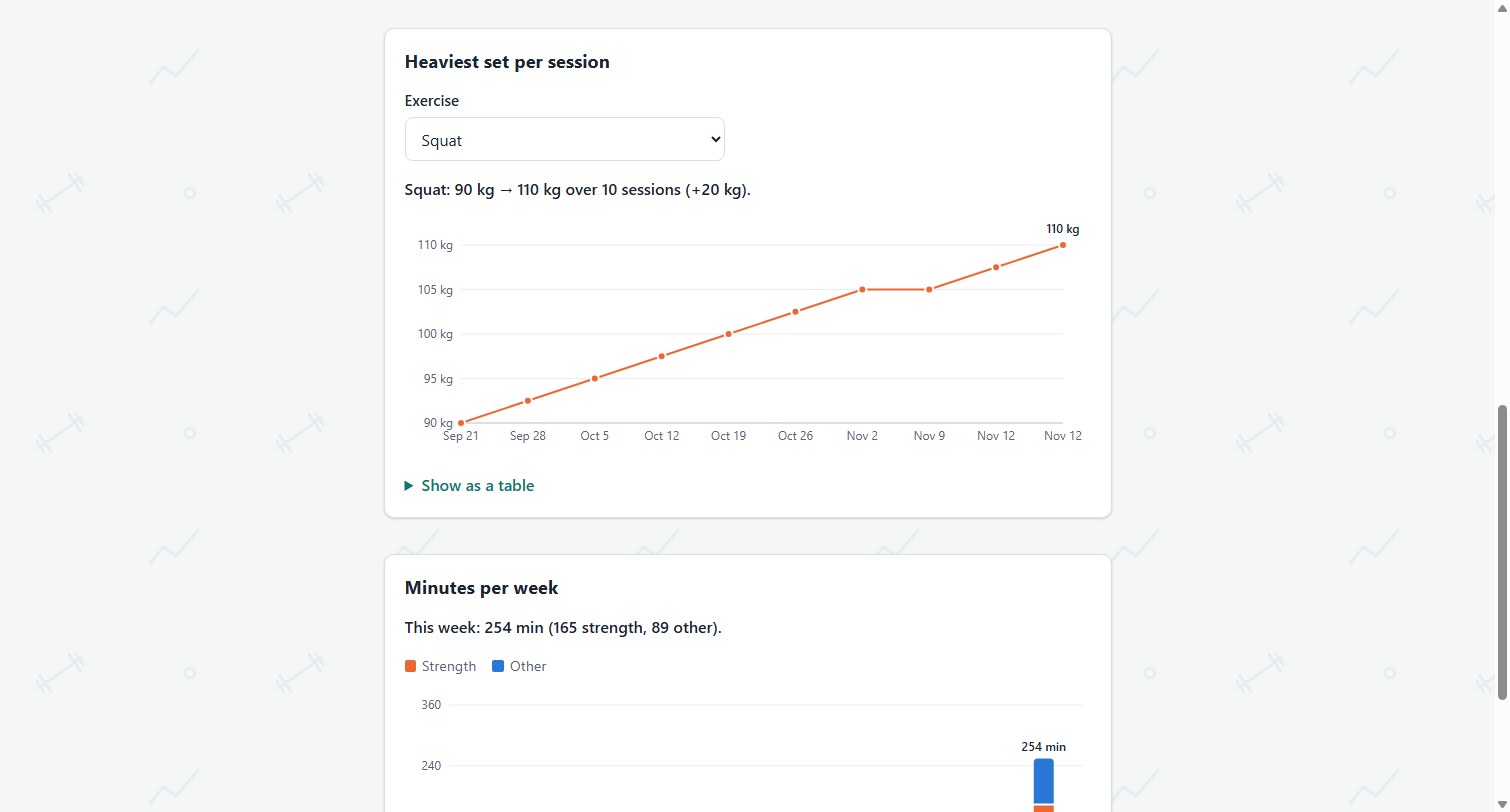 Heaviest set per session
Exercise
Squat
Squat: 90 kg → 110 kg over 10 sessions (+20 kg).
110 kg
110 kg
105 kg
100 kg
95 kg
90 kg
Sep 21 Sep 28 Oct 5 Oct 12 Oct 19 Oct 26 Nov 2 Nov 9 Nov 12 Nov 12
Show as a table
Minutes per week
This week: 254 min (165 strength, 89 other).
Strength Other
360
254 min
240